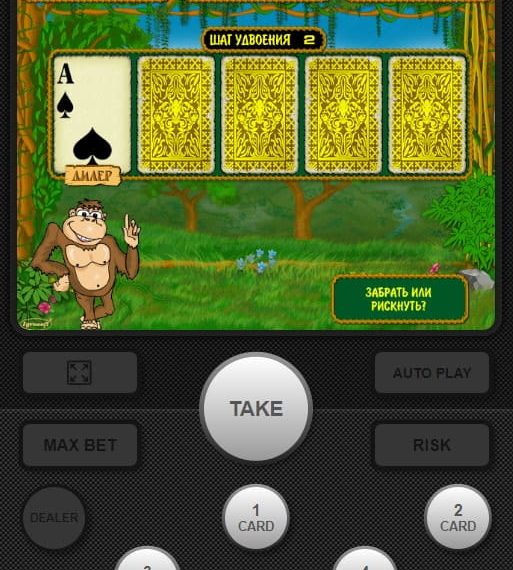 ШАГ УДВОЕНИЯ 2
A
ДИЛЕР
ЗАБРАТЬ ИЛИ
РИСКНУТЬ?
AUTO PLAY
TAKE
MAX BET
RISK
DEALER
1
CARD
2
CARD